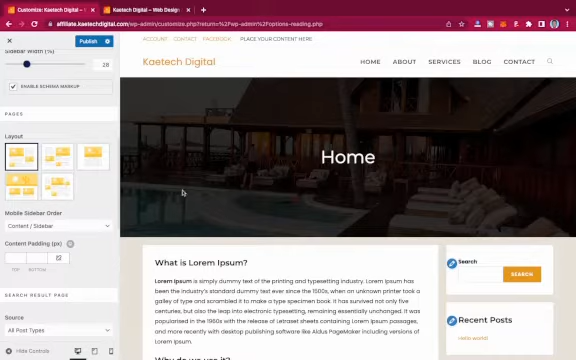 Customize: Kaetech Digital - S
Kaetech Digital – Web Design
affiliate.kaetechdigital.com/wp-admin/customize.php?return=%2Fwp-admin%2Foptions-reading.php
Publish
ACCOUNT CONTACT FACEBOOK PLACE YOUR CONTENT HERE
Sidebar Width (%)
28
Kaetech Digital
HOME ABOUT SERVICES BLOG CONTACT
ENABLE SCHEMA MARKUP
PAGES
Layout
Home
Mobile Sidebar Order
Content / Sidebar
Content Padding (px)
TOP BOTTOM
SEARCH RESULT PAGE
Source
All Post Types
Hide Controls
What is Lorem Ipsum?
Lorem Ipsum is simply dummy text of the printing and typesetting industry. Lorem Ipsum has
been the industry's standard dummy text ever since the 1500s, when an unknown printer took a
galley of type and scrambled it to make a type specimen book. It has survived not only five
centuries, but also the leap into electronic typesetting, remaining essentially unchanged. It was
popularised in the 1960s with the release of Letraset sheets containing Lorem Ipsum passages,
and more recently with desktop publishing software like Aldus PageMaker including versions of
Lorem Ipsum.
Why do we use it?
Search
SEARCH
Recent Posts
Hello world!